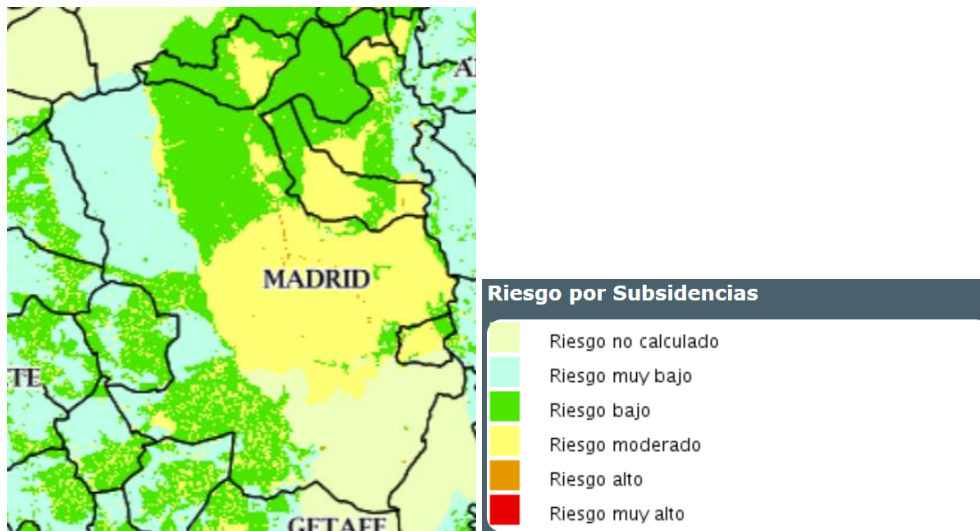 A
MADRID
TE
GETAFE
Riesgo por Subsidencias
Riesgo no calculado
Riesgo muy bajo
Riesgo bajo
Riesgo moderado
Riesgo alto
Riesgo muy alto